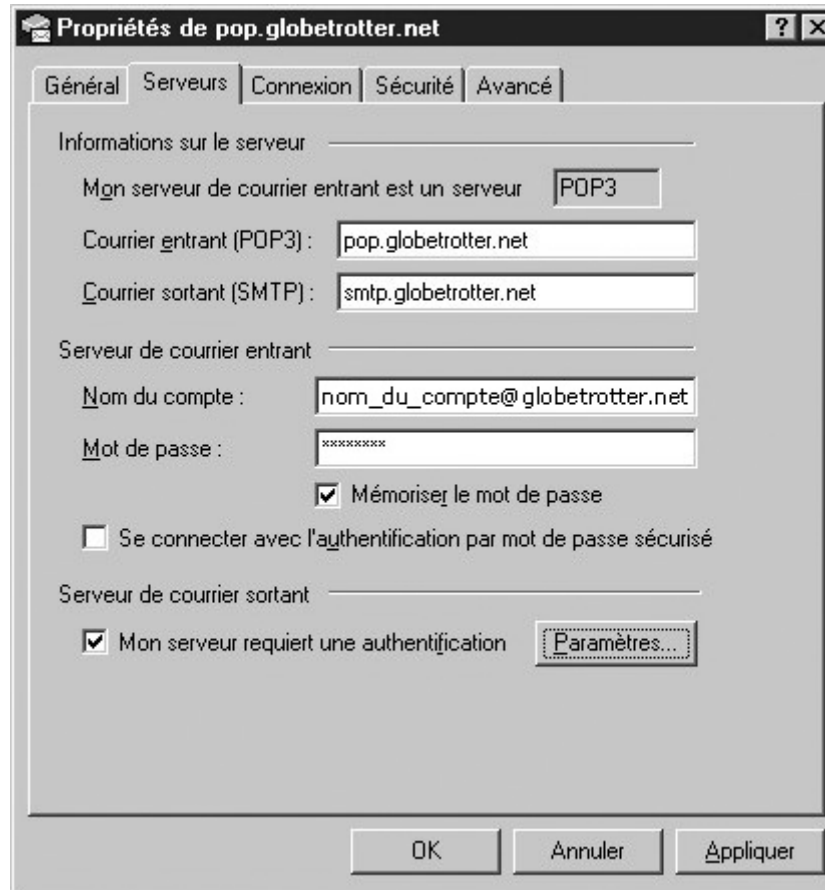 Propriétés de pop.globetrotter.net
Général Serveurs Connexion Sécurité Avancé
Informations sur le serveur
Mon serveur de courrier entrant est un serveur POP3
Courrier entrant (POP3) : pop.globetrotter.net
Courrier sortant (SMTP) : smtp.globetrotter.net
Serveur de courrier entrant
Nom du compte : nom_du_compte@globetrotter.net
Mot de passe : ********
Mémoriser le mot de passe
Se connecter avec l'authentification par mot de passe sécurisé
Serveur de courrier sortant
Mon serveur requiert une authentification Paramètres...
OK Annuler Appliquer